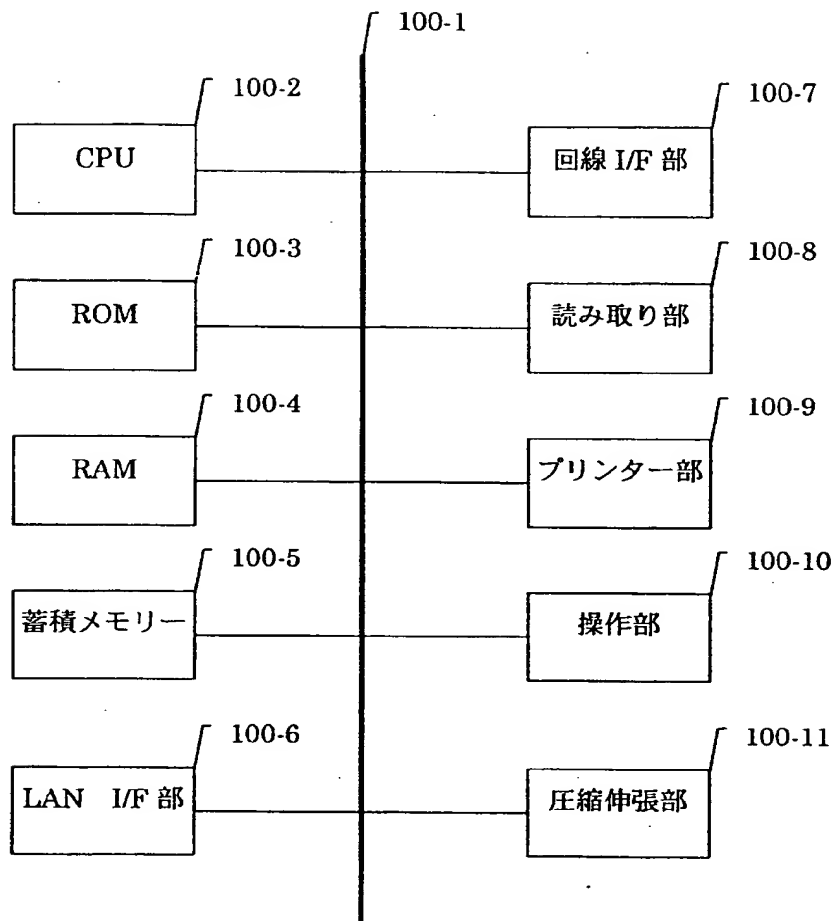 100-1
100-2
CPU
100-7
回線 I/F 部
100-3
ROM
100-8
読み取り部
100-4
RAM
100-9
プリンター部
100-5
蓄積メモリー
100-10
操作部
100-6
LAN I/F 部
100-11
圧縮伸張部